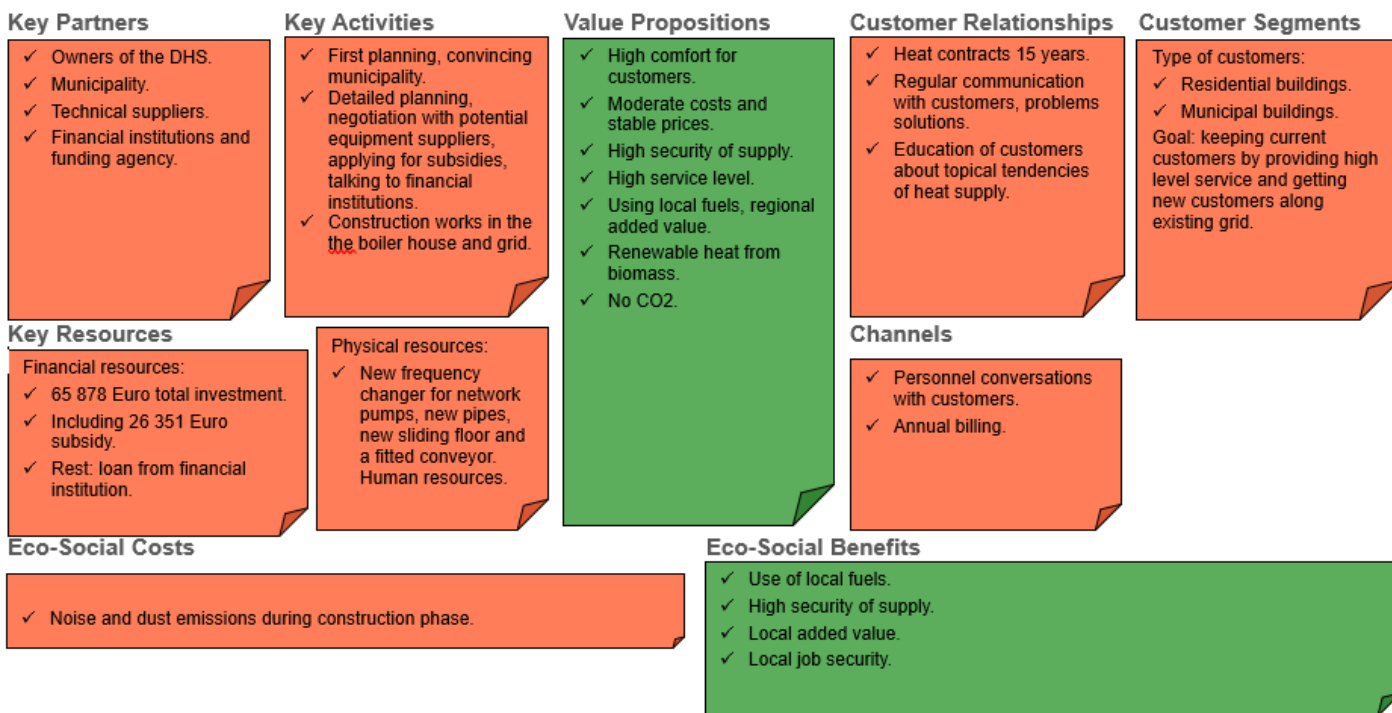 Key Partners
✓ Owners of the DHS.
✓ Municipality.
✓ Technical suppliers.
✓ Financial institutions and
funding agency.
Key Activities
✓ First planning, convincing
municipality.
✓ Detailed planning,
negotiation with potential
equipment suppliers,
applying for subsidies,
talking to financial
institutions.
✓ Construction works in the
the boiler house and grid.
Value Propositions
✓ High comfort for
customers.
✓ Moderate costs and
stable prices.
✓ High security of supply.
✓ High service level.
✓ Using local fuels, regional
added value.
✓ Renewable heat from
biomass.
✓ No CO2.
Customer Relationships
✓ Heat contracts 15 years.
✓ Regular communication
with customers, problems
solutions.
✓ Education of customers
about topical tendencies
of heat supply.
Customer Segments
Type of customers:
✓ Residential buildings.
✓ Municipal buildings.
Goal: keeping current
customers by providing high
level service and getting
new customers along
existing grid.
Key Resources
Financial resources:
✓ 65 878 Euro total investment.
✓ Including 26 351 Euro
subsidy.
✓ Rest: loan from financial
institution.
Physical resources:
✓ New frequency
changer for network
pumps, new pipes,
new sliding floor and
a fitted conveyor.
Human resources.
Channels
✓ Personnel conversations
with customers.
✓ Annual billing.
Eco-Social Costs
✓ Noise and dust emissions during construction phase.
Eco-Social Benefits
✓ Use of local fuels.
✓ High security of supply.
✓ Local added value.
✓ Local job security.